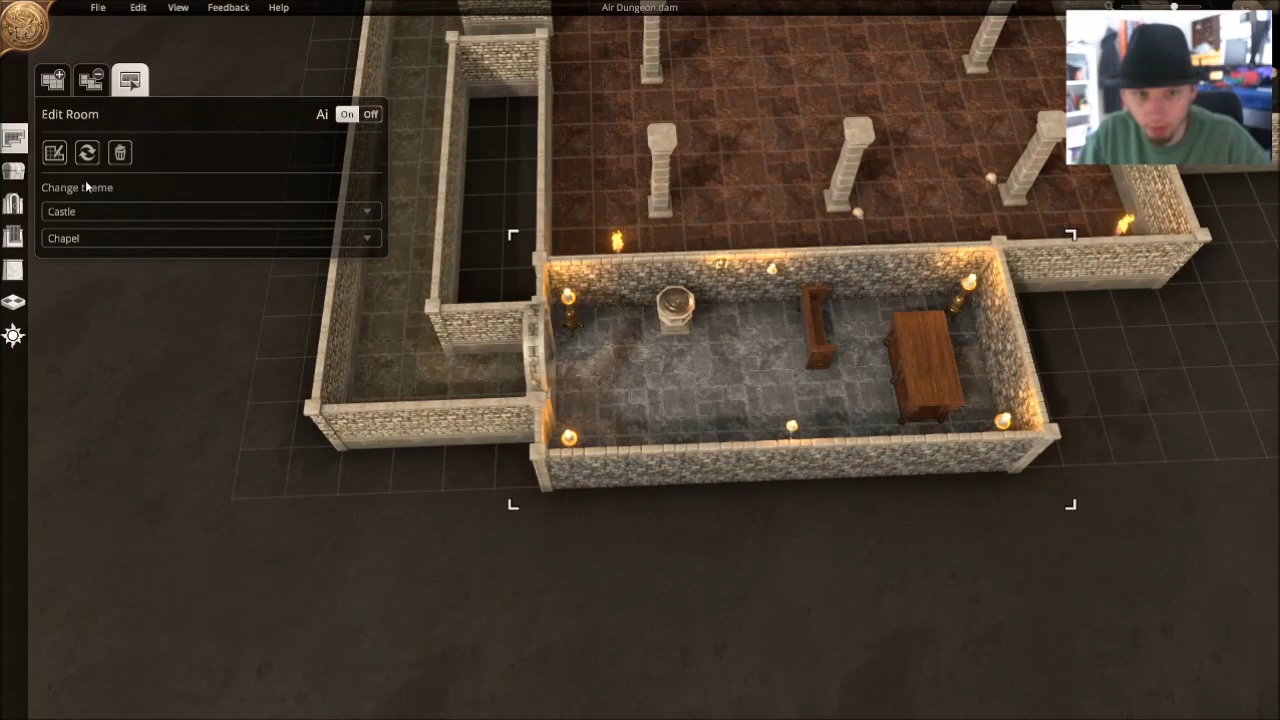 File Edit View Feedback Help Air Dungeon.dam
Edit Room Ai On Off
Change theme
Castle
Chapel